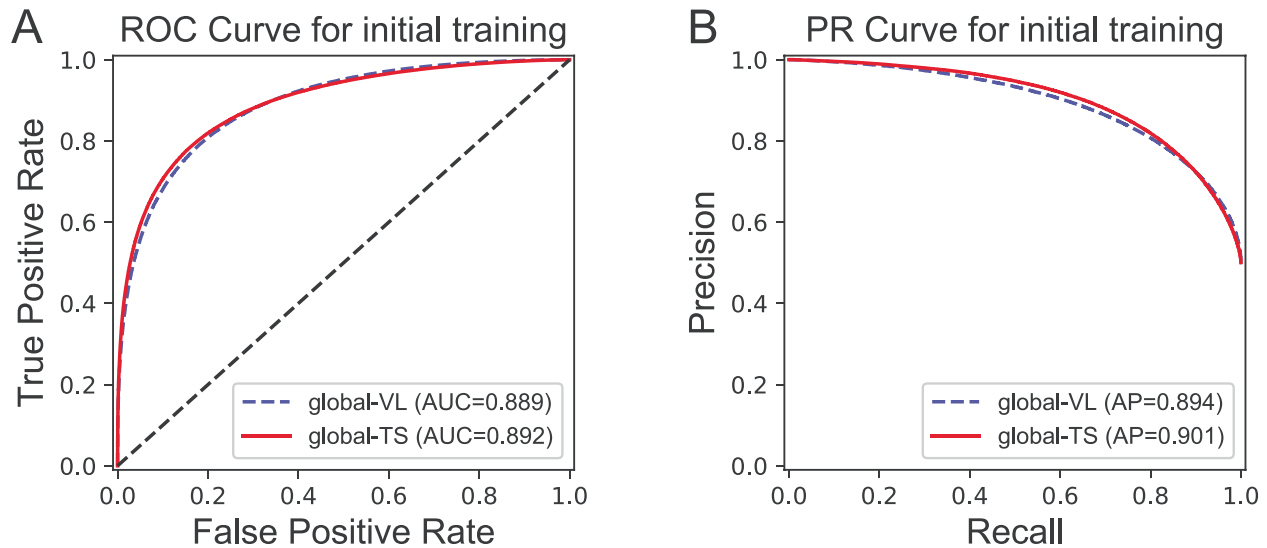 A
ROC Curve for initial training
True Positive Rate
1.0
0.8
0.6
0.4
0.2
0.0
global-VL (AUC=0.889)
global-TS (AUC=0.892)
0.0 0.2 0.4 0.6 0.8 1.0
False Positive Rate
B
PR Curve for initial training
Precision
1.0
0.8
0.6
0.4
0.2
0.0
global-VL (AP=0.894)
global-TS (AP=0.901)
0.0 0.2 0.4 0.6 0.8 1.0
Recall